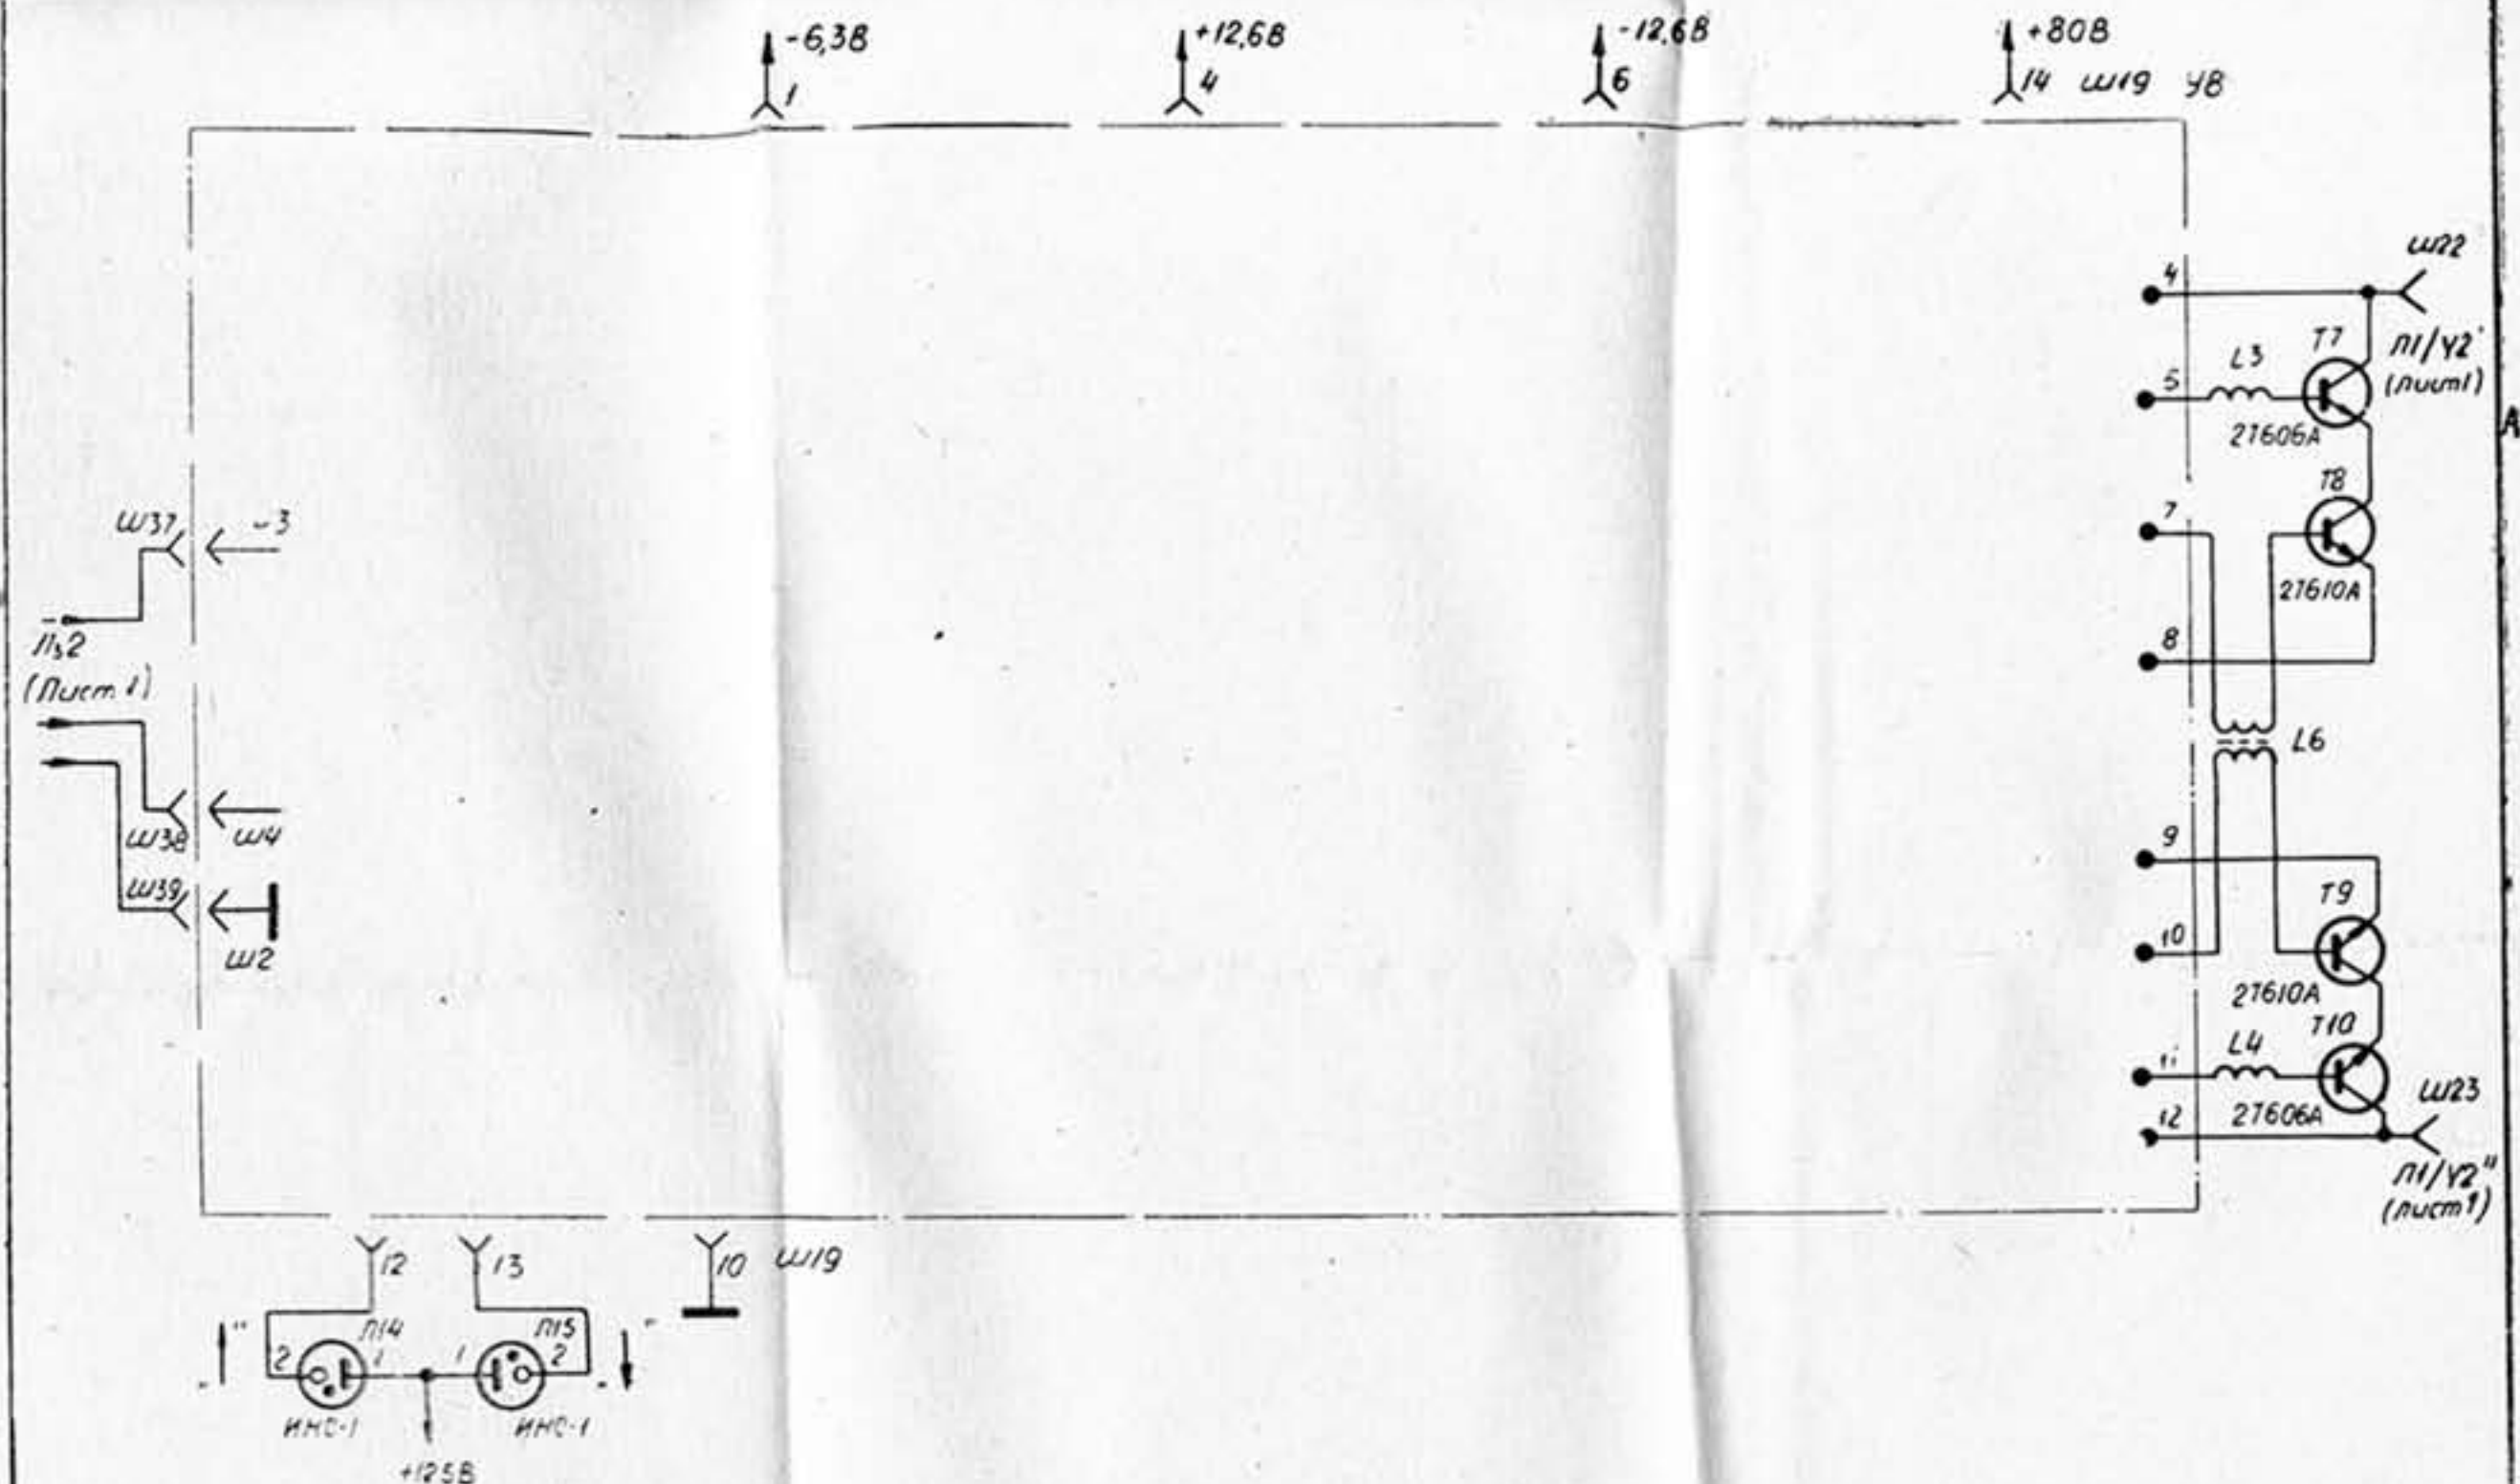 -6,3В
1
+12,6В
4
-12,6В
6
+80В
14 Ш19 У8
Ш37
-3
Лз2
(Лист 1)
Ш38
Ш4
Ш39
Ш2
4
Ш22
Л1/У2'
(лист1)
5
L3
Т7
2Т606А
7
Т8
2Т610А
8
L6
9
Т9
10
2Т610А
11
L4
Т10
2Т606А
12
Ш23
Л1/У2"
(лист1)
А
12
13
10 Ш19
Л14
Л15
2
1
1
2
ИНС-1
ИНС-1
+125В